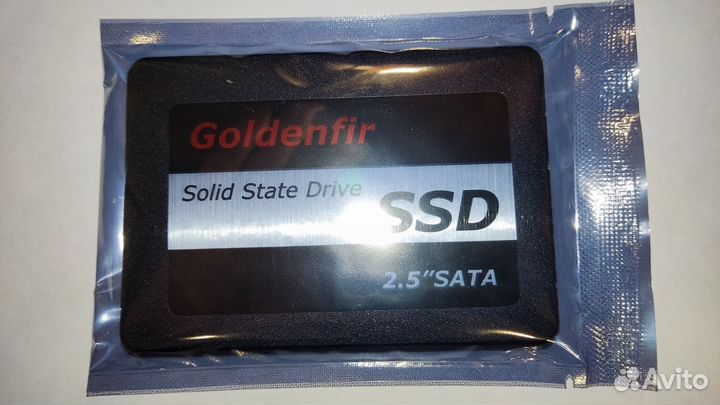 Goldenfir
Solid State Drive
SSD
2.5"SATA
Avito